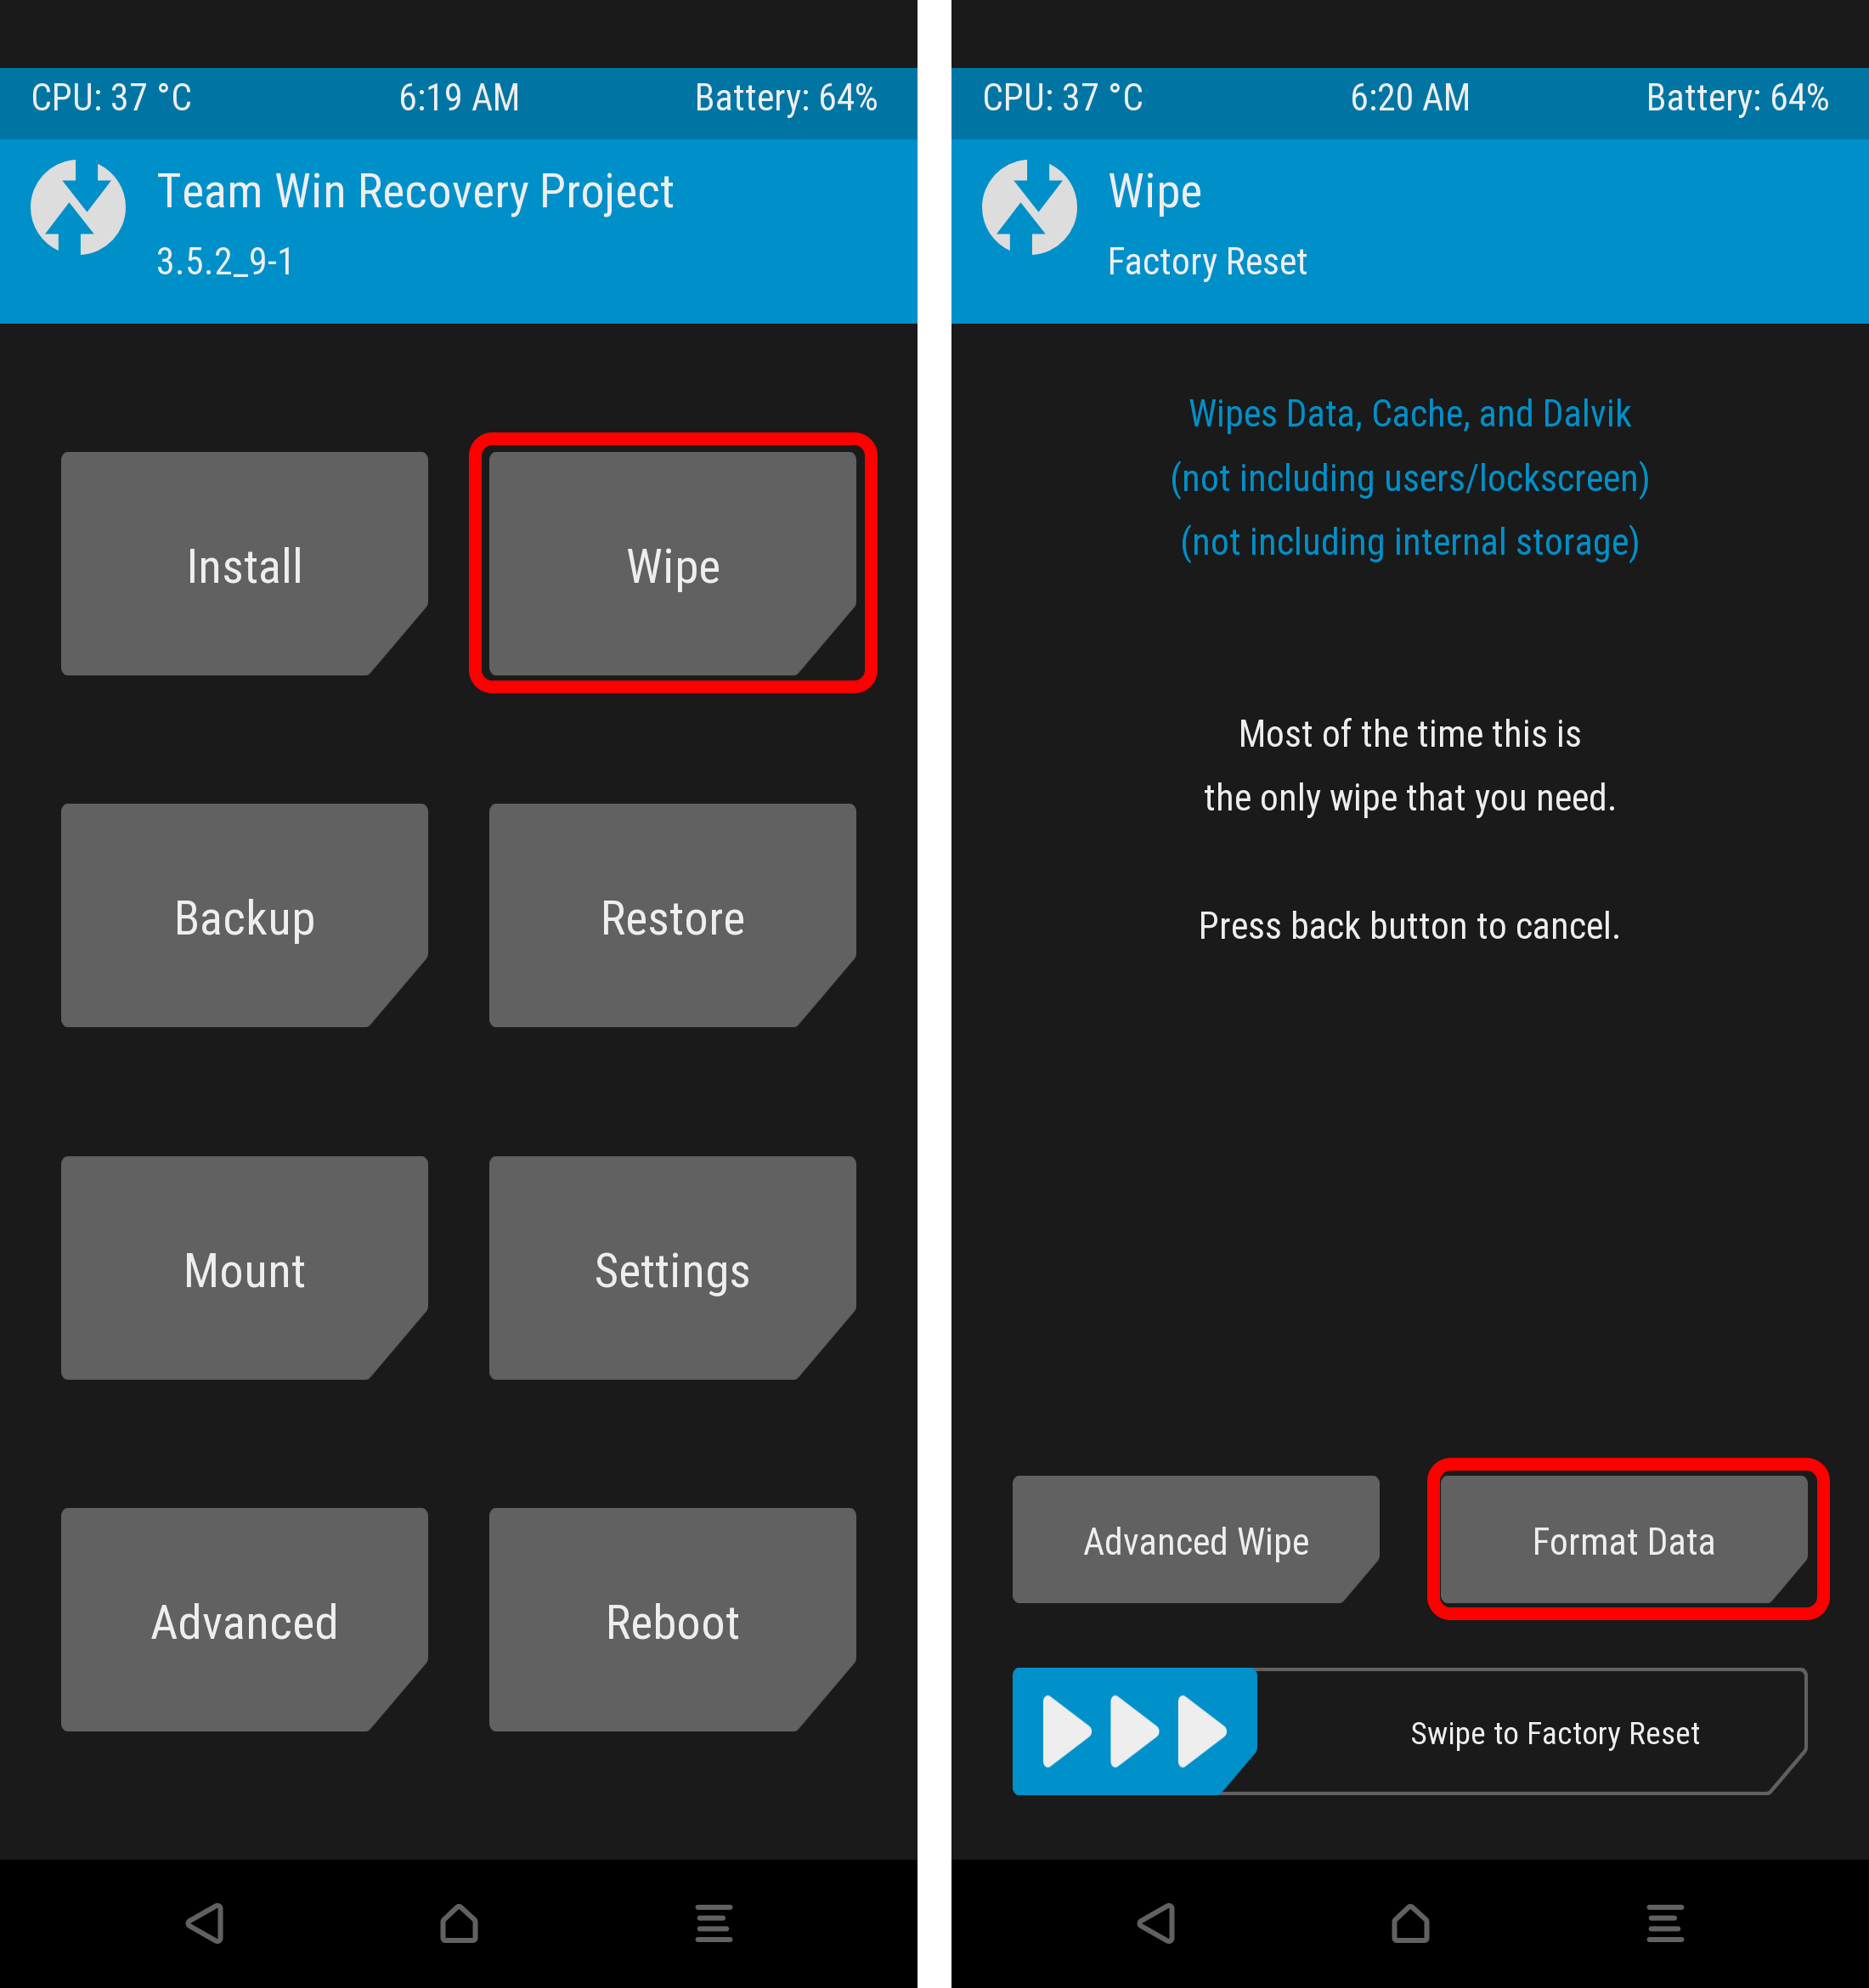 CPU: 37 °C 6:19 AM Battery: 64%
Team Win Recovery Project
3.5.2_9-1
Install Wipe
Backup Restore
Mount Settings
Advanced Reboot
CPU: 37 °C 6:20 AM Battery: 64%
Wipe
Factory Reset
Wipes Data, Cache, and Dalvik
(not including users/lockscreen)
(not including internal storage)
Most of the time this is
the only wipe that you need.
Press back button to cancel.
Advanced Wipe Format Data
Swipe to Factory Reset